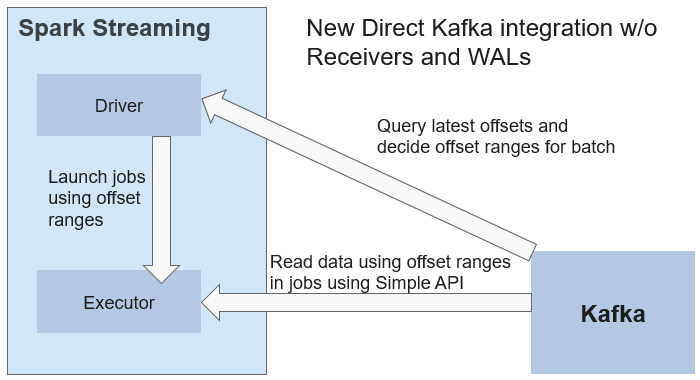 Spark Streaming
New Direct Kafka integration w/o
Receivers and WALs
Driver
Query latest offsets and
decide offset ranges for batch
Launch jobs
using offset
ranges
Read data using offset ranges
in jobs using Simple API
Executor
Kafka